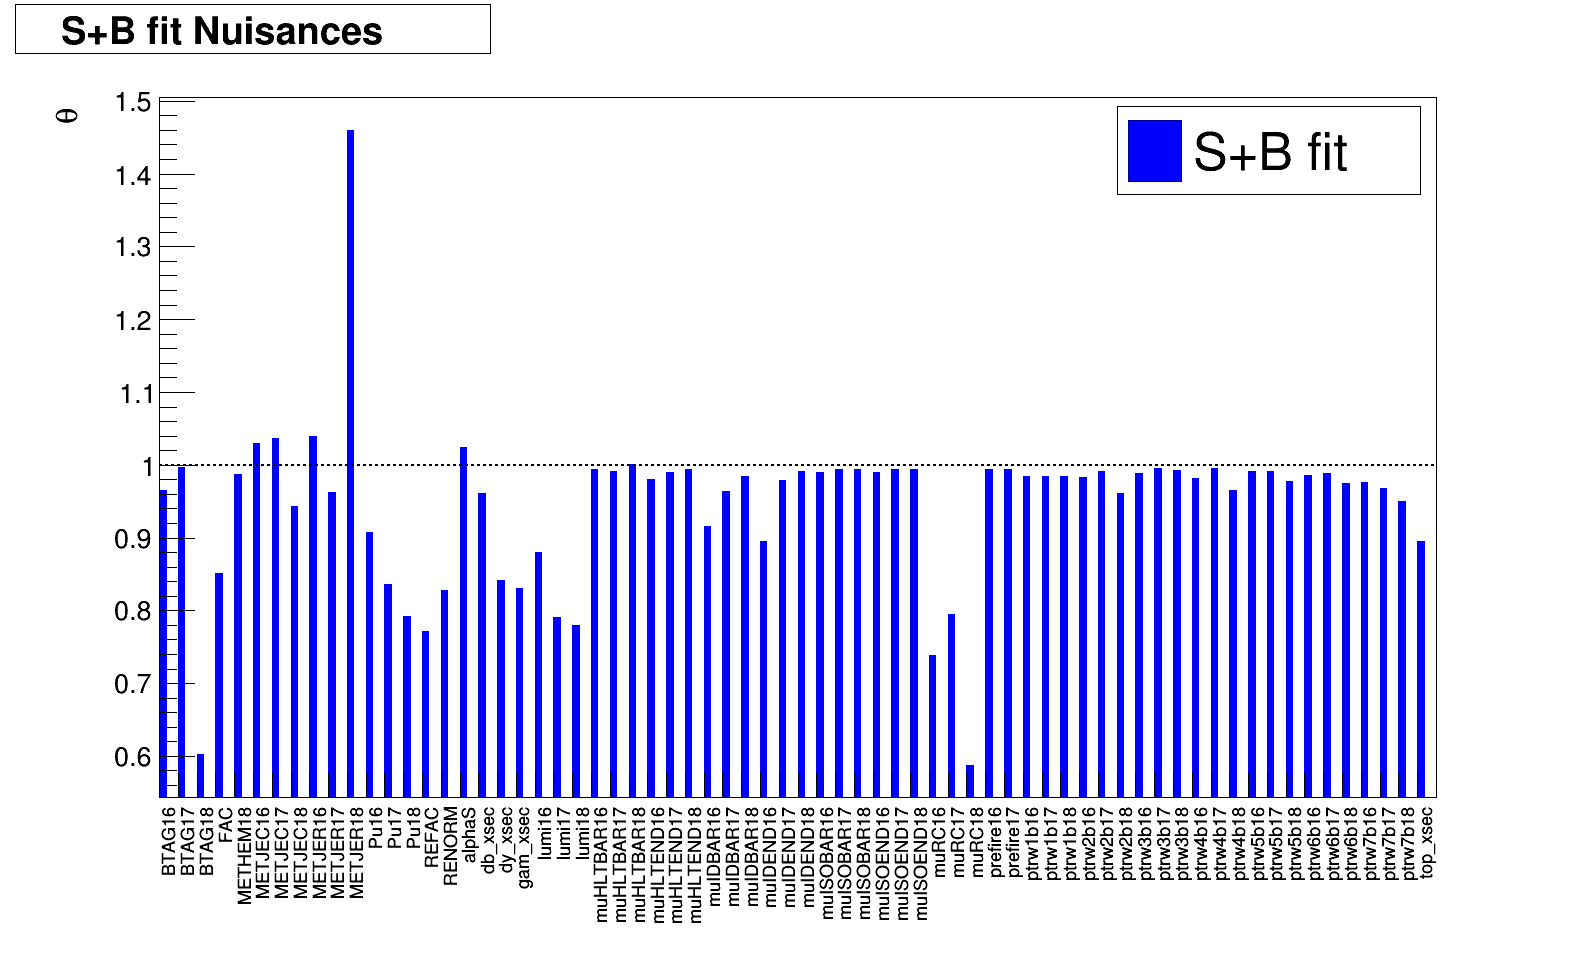 S+B fit Nuisances
θ
1.5
1.4
1.3
1.2
1.1
1
0.9
0.8
0.7
0.6
S+B fit
BTAG16
BTAG17
BTAG18
FAC
METHEM18
METJEC16
METJEC17
METJEC18
METJER16
METJER17
METJER18
Pu16
Pu17
Pu18
REFAC
RENORM
alphaS
db_xsec
dy_xsec
gam_xsec
lumi16
lumi17
lumi18
muHLTBAR16
muHLTBAR17
muHLTBAR18
muHLTEND16
muHLTEND17
muHLTEND18
muIDBAR16
muIDBAR17
muIDBAR18
muIDEND16
muIDEND17
muIDEND18
muISOBAR16
muISOBAR17
muISOBAR18
muISOEND16
muISOEND17
muISOEND18
muRC16
muRC17
muRC18
prefire16
prefire17
ptrw1b16
ptrw1b17
ptrw1b18
ptrw2b16
ptrw2b17
ptrw2b18
ptrw3b16
ptrw3b17
ptrw3b18
ptrw4b16
ptrw4b17
ptrw4b18
ptrw5b16
ptrw5b17
ptrw5b18
ptrw6b16
ptrw6b17
ptrw6b18
ptrw7b16
ptrw7b17
ptrw7b18
top_xsec